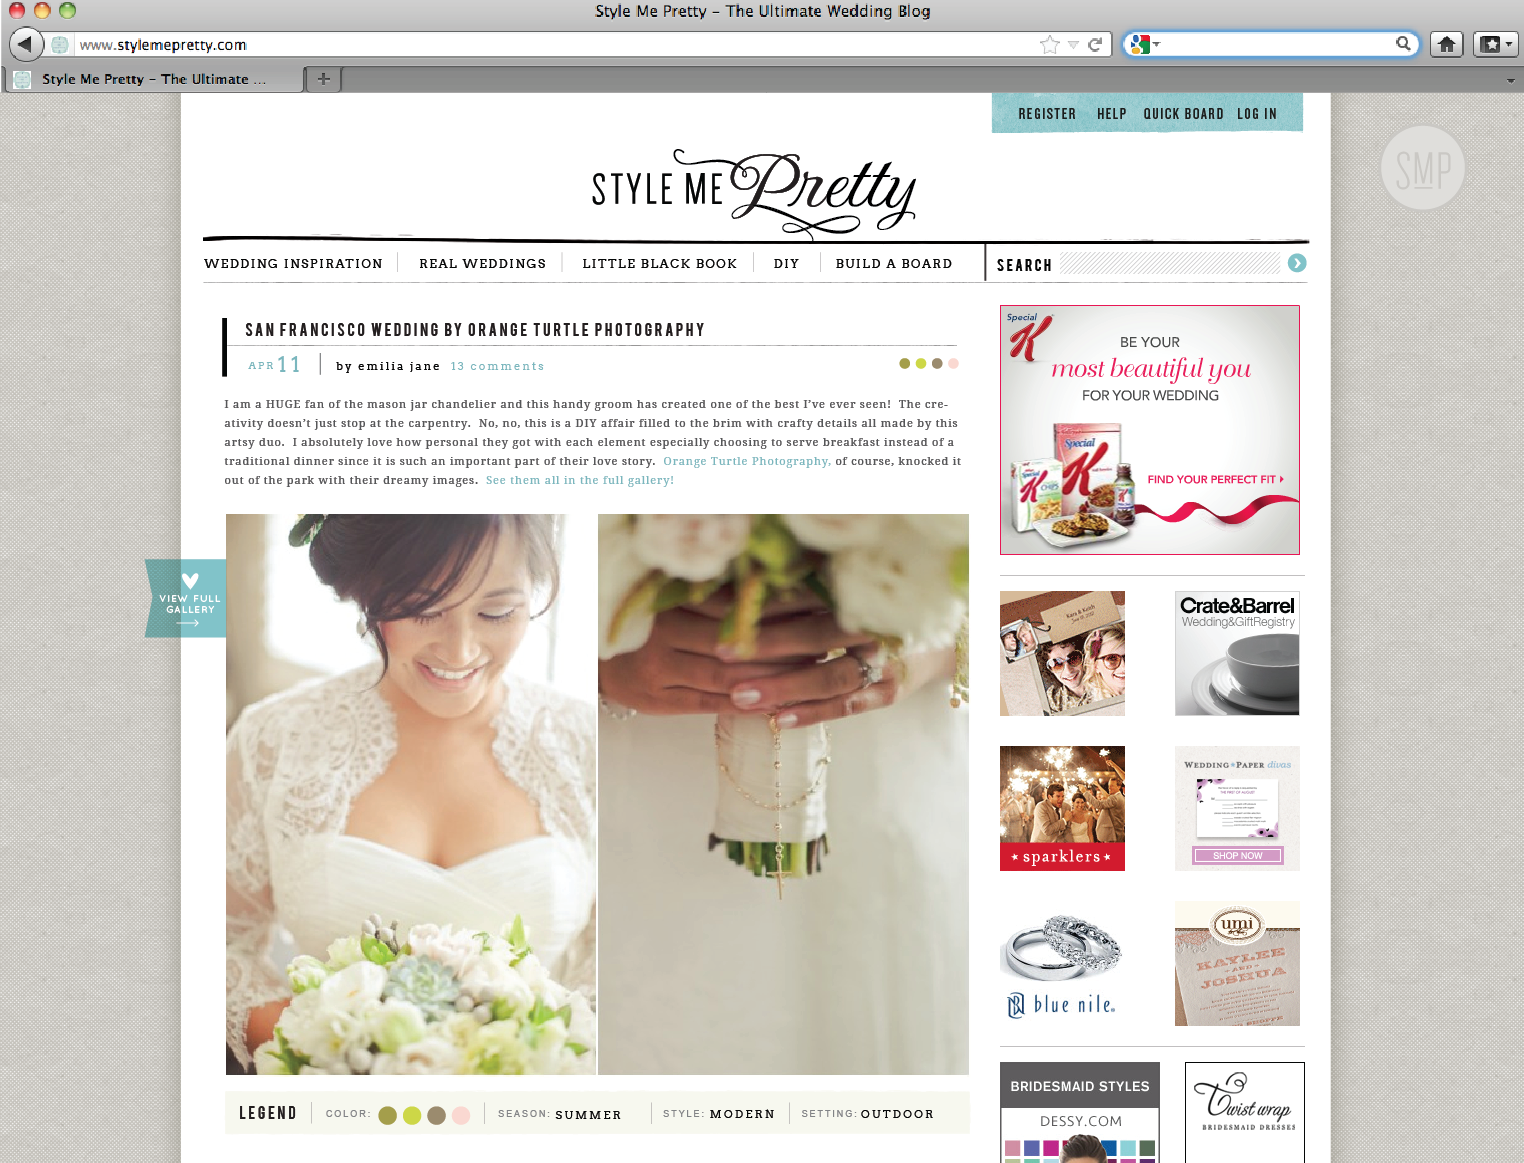 Style Me Pretty – The Ultimate Wedding Blog
www.stylemepretty.com
Style Me Pretty – The Ultimate ...
REGISTER HELP QUICK BOARD LOG IN
SMP
STYLE ME Pretty
WEDDING INSPIRATION REAL WEDDINGS LITTLE BLACK BOOK DIY BUILD A BOARD SEARCH
SAN FRANCISCO WEDDING BY ORANGE TURTLE PHOTOGRAPHY
APR 11 by emilia jane 13 comments
I am a HUGE fan of the mason jar chandelier and this handy groom has created one of the best I've ever seen! The cre-
ativity doesn't just stop at the carpentry. No, no, this is a DIY affair filled to the brim with crafty details all made by this
artsy duo. I absolutely love how personal they got with each element especially choosing to serve breakfast instead of a
traditional dinner since it is such an important part of their love story. Orange Turtle Photography, of course, knocked it
out of the park with their dreamy images. See them all in the full gallery!
VIEW FULL
GALLERY
LEGEND COLOR: SEASON: SUMMER STYLE: MODERN SETTING: OUTDOOR
Special K
BE YOUR
most beautiful you
FOR YOUR WEDDING
Special K
FIND YOUR PERFECT FIT
Kara & Keith
Crate&Barrel
Wedding&GiftRegistry
sparklers
WEDDING PAPER divas
SHOP NOW
blue nile
umi
KAYLEE
AND
JOSHUA
BRIDESMAID STYLES
DESSY.COM
Twist wrap
BRIDESMAID DRESSES